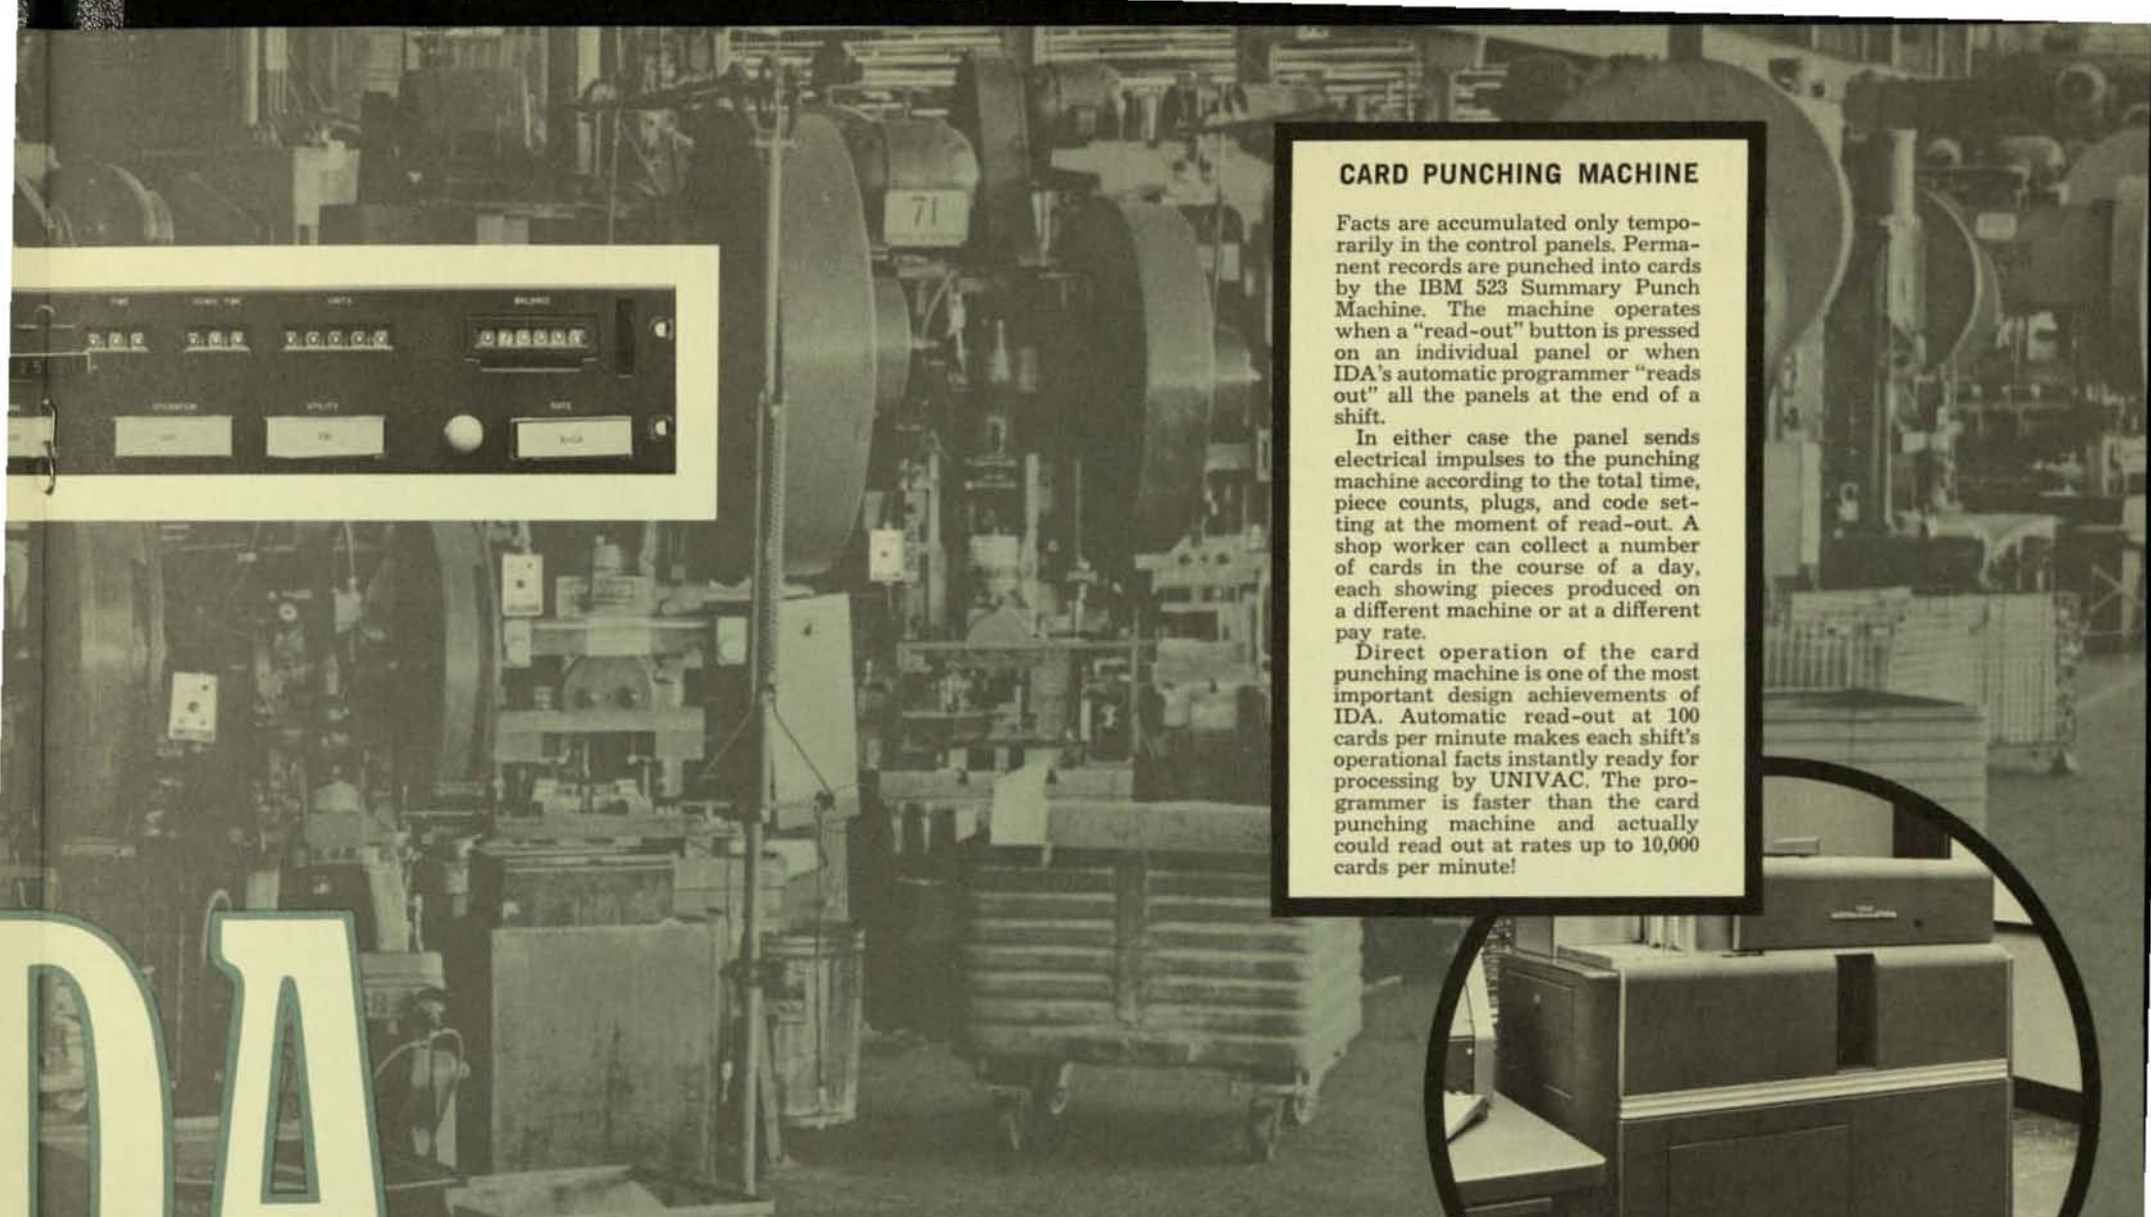 71
TIME
DOWN TIME
UNITS
BALANCE
OPERATOR
UTILITY
RATE
DA
CARD PUNCHING MACHINE
Facts are accumulated only tempo-
rarily in the control panels. Perma-
nent records are punched into cards
by the IBM 523 Summary Punch
Machine. The machine operates
when a “read-out” button is pressed
on an individual panel or when
IDA's automatic programmer “reads
out” all the panels at the end of a
shift.
In either case the panel sends
electrical impulses to the punching
machine according to the total time,
piece counts, plugs, and code set-
ting at the moment of read-out. A
shop worker can collect a number
of cards in the course of a day,
each showing pieces produced on
a different machine or at a different
pay rate.
Direct operation of the card
punching machine is one of the most
important design achievements of
IDA. Automatic read-out at 100
cards per minute makes each shift's
operational facts instantly ready for
processing by UNIVAC. The pro-
grammer is faster than the card
punching machine and actually
could read out at rates up to 10,000
cards per minute!